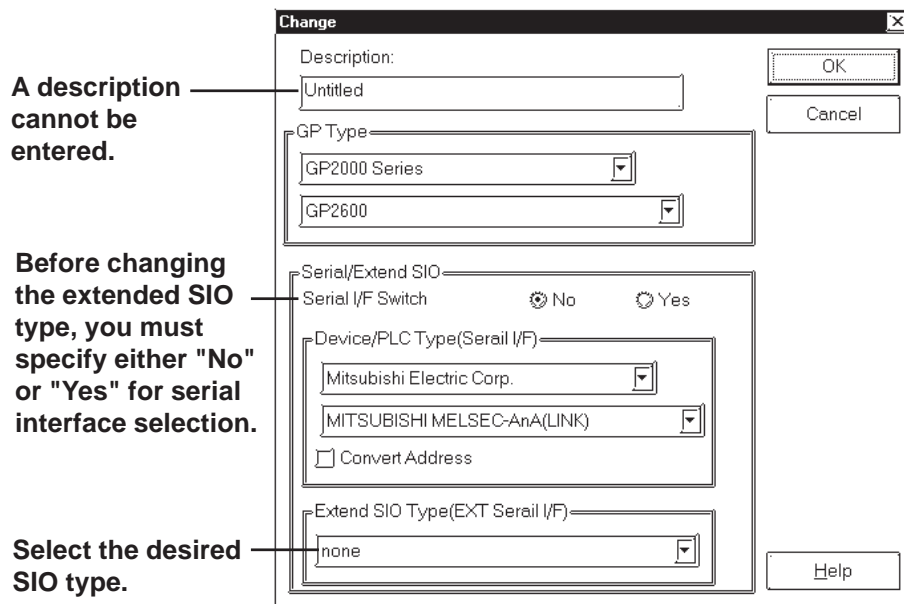 Change
Description:
Untitled
OK
Cancel
GP Type
GP2000 Series
GP2600
Serial/Extend SIO
Serial I/F Switch No Yes
Device/PLC Type(Serail I/F)
Mitsubishi Electric Corp.
MITSUBISHI MELSEC-AnA(LINK)
Convert Address
Extend SIO Type(EXT Serail I/F)
none
Help
A description
cannot be
entered.
Before changing
the extended SIO
type, you must
specify either "No"
or "Yes" for serial
interface selection.
Select the desired
SIO type.